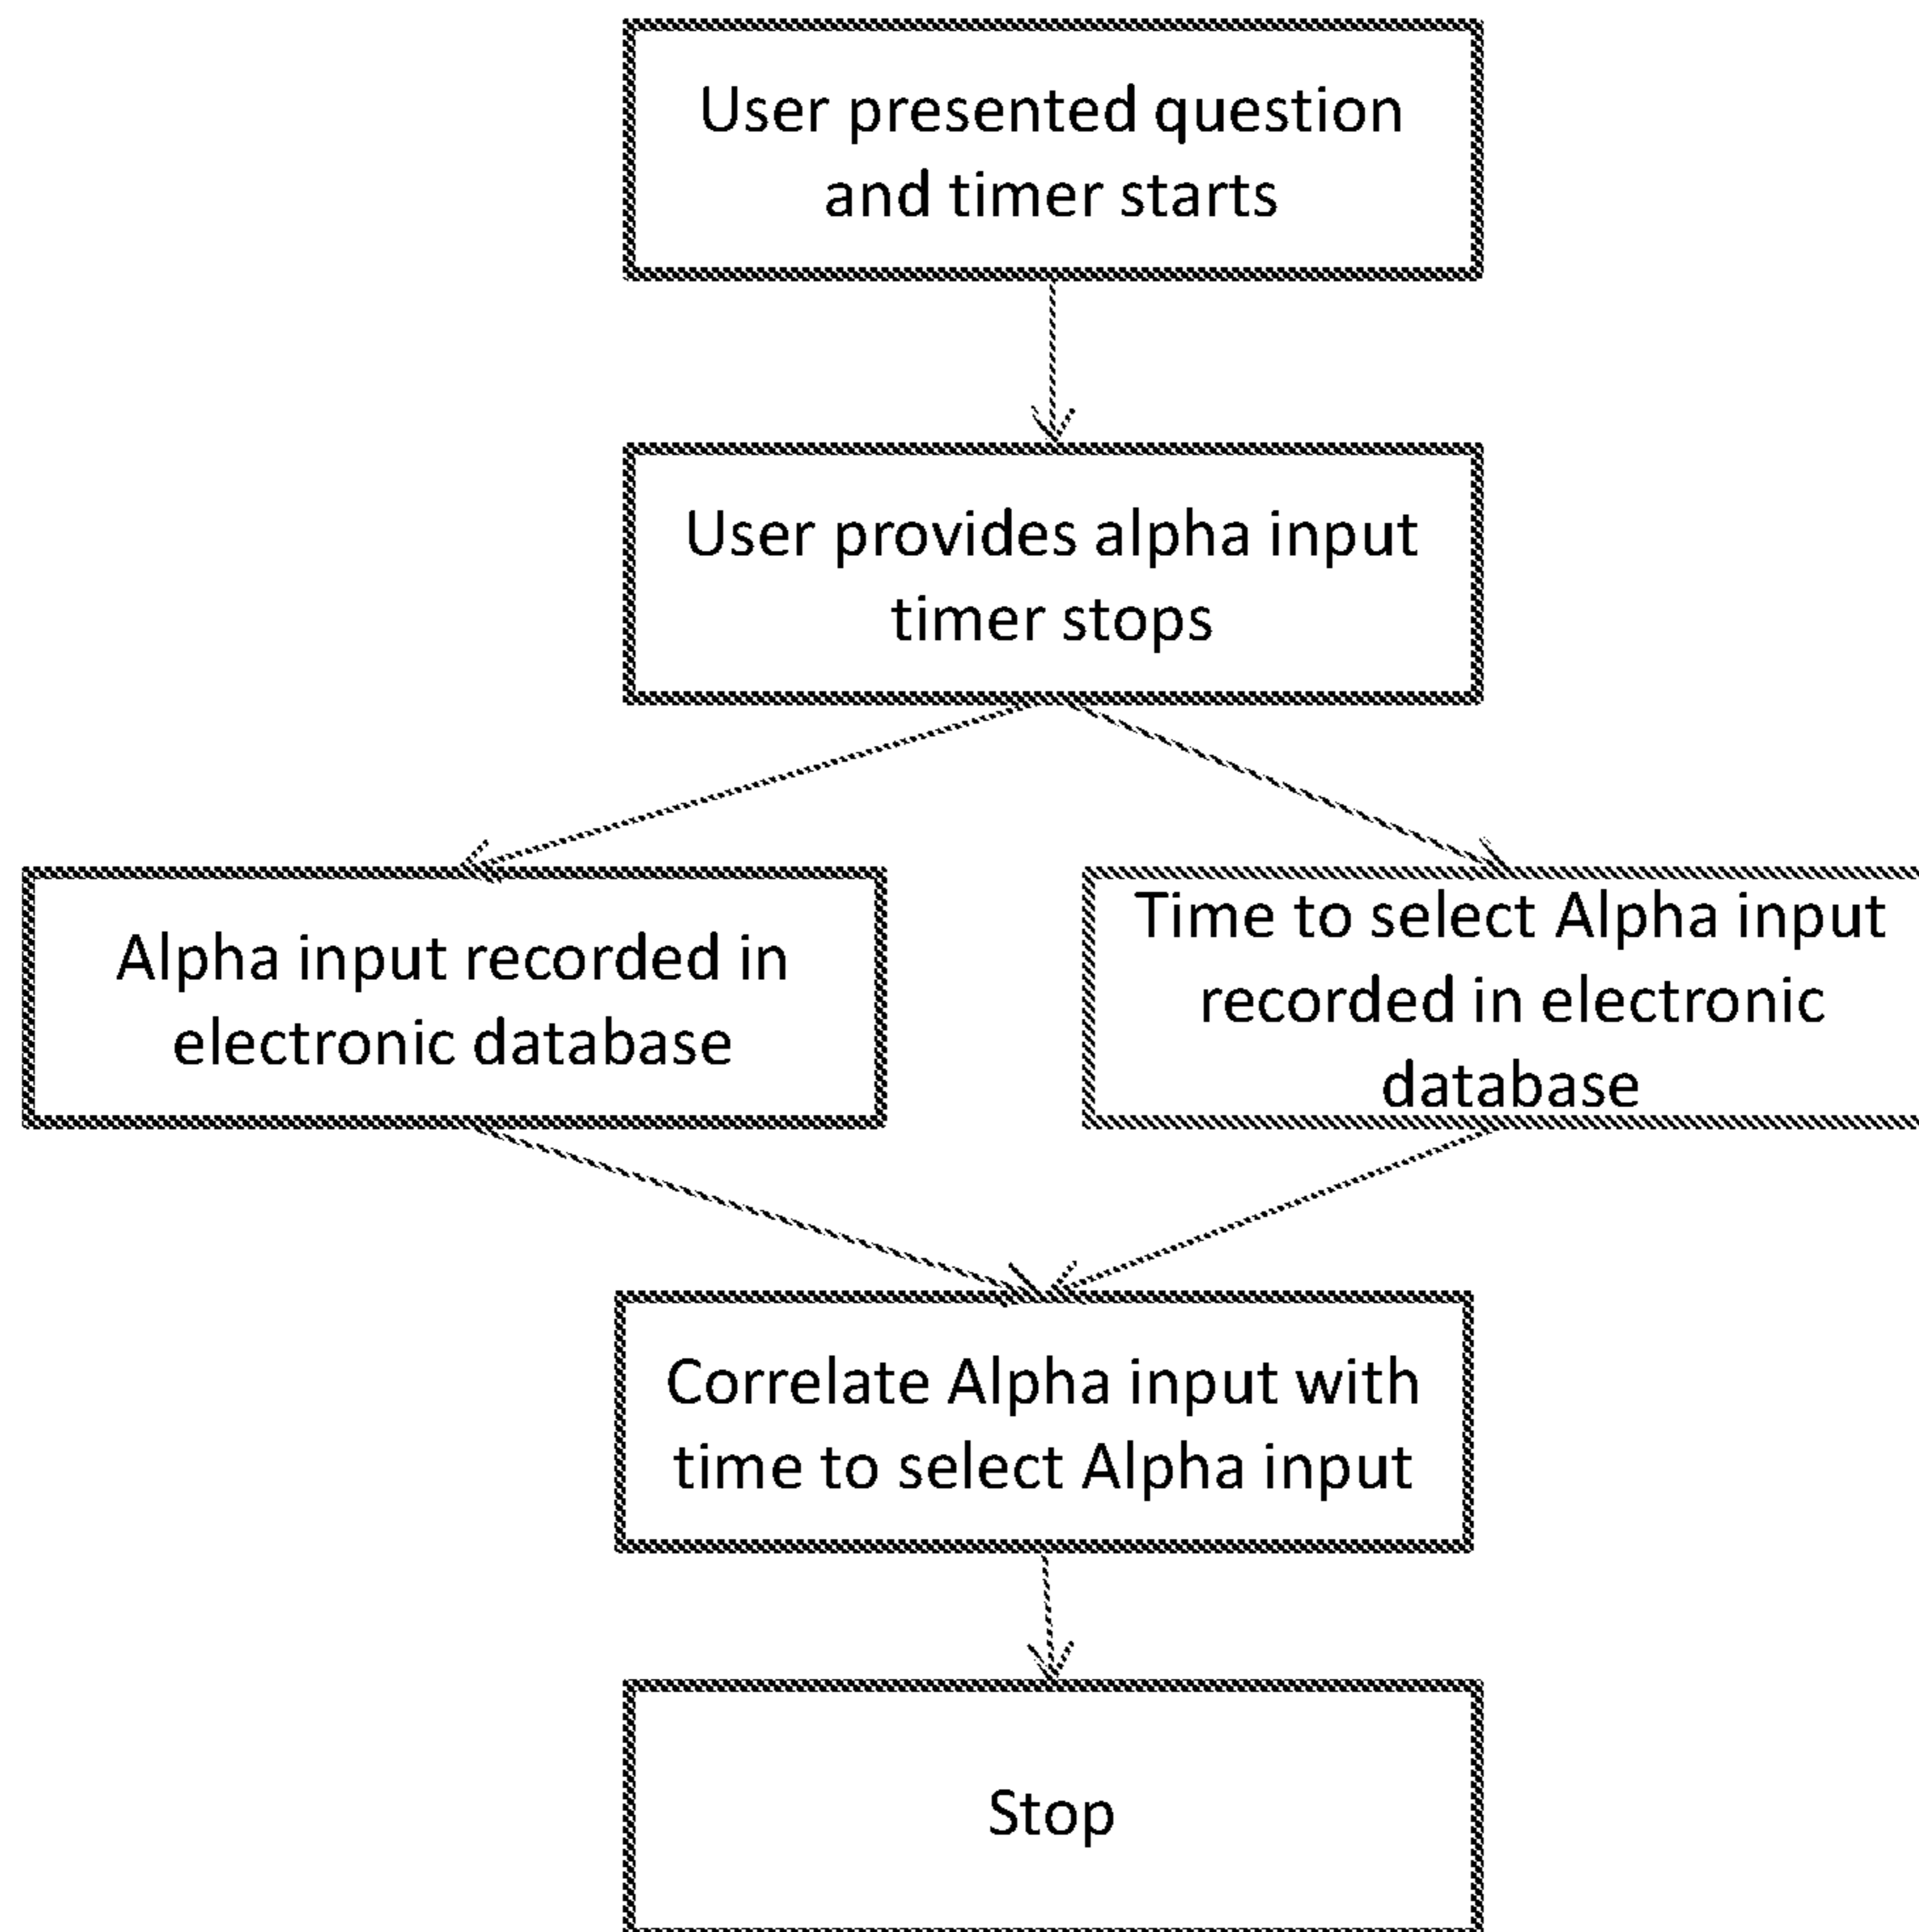 User presented question
and timer starts
User provides alpha input
timer stops
Alpha input recorded in
electronic database
Time to select Alpha input
recorded in electronic
database
Correlate Alpha input with
time to select Alpha input
Stop